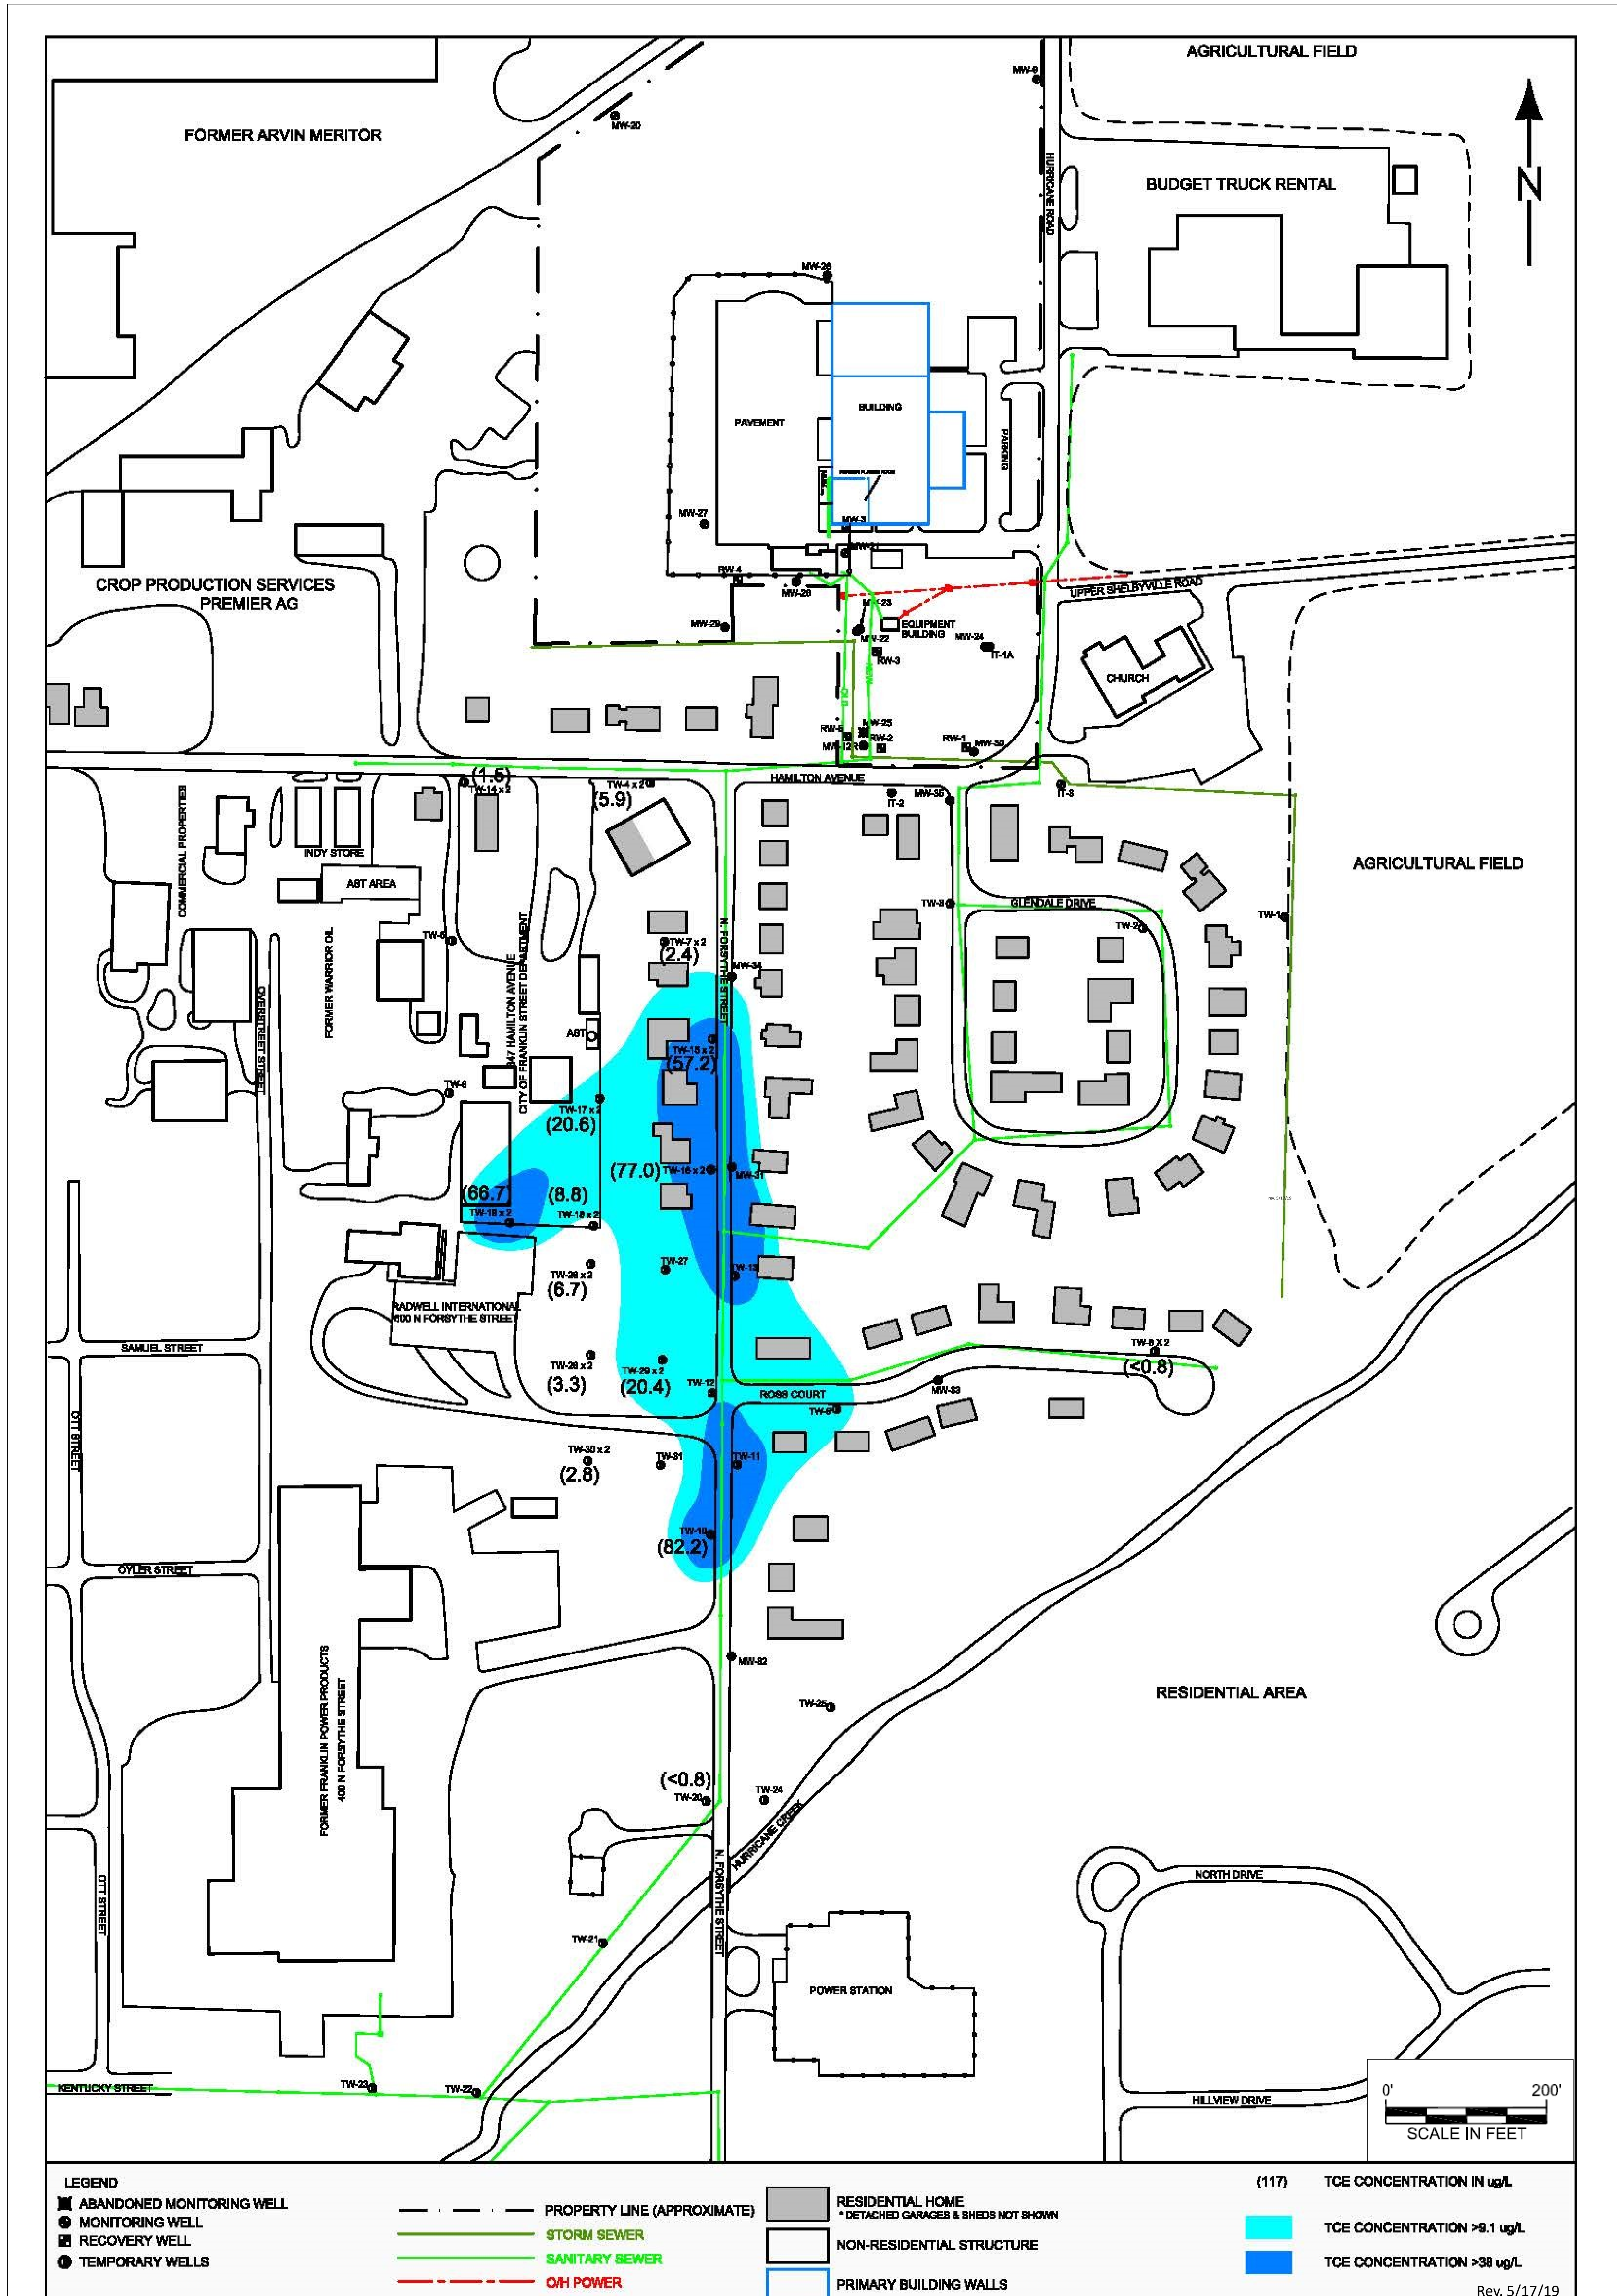 AGRICULTURAL FIELD
MW-9
MW-20
FORMER ARVIN MERITOR
HURRICANE ROAD
BUDGET TRUCK RENTAL
N
MW-26
PAVEMENT
BUILDING
PARKING
MW-27
MW-3
MW-21
RW-4
MW-28
CROP PRODUCTION SERVICES
PREMIER AG
UPPER SHELBYVILLE ROAD
MW-23
MW-29
EQUIPMENT
BUILDING
MW-22
MW-24
IT-1A
RW-3
NEW
OLD
CHURCH
MW-25
RW-2
RW-1
MW-30
HAMILTON AVENUE
(1.5)
TW-14 x 2
TW-4 x 2
(5.9)
IT-2
MW-35
IT-3
COMMERCIAL PROPERTIES
INDY STORE
AST AREA
AGRICULTURAL FIELD
TW-3
GLENDALE DRIVE
TW-2
TW-1
TW-5
TW-7 x 2
(2.4)
N. FORSYTHE STREET
MW-34
FORMER WARRIOR OIL
847 HAMILTON AVENUE
CITY OF FRANKLIN STREET DEPARTMENT
OVERSTREET STREET
AST
TW-15 x 2
(57.2)
TW-6
TW-17 x 2
(20.6)
(77.0)
TW-16 x 2
MW-31
(66.7)
(8.8)
TW-19 x 2
TW-18 x 2
TW-27
TW-13
TW-26 x 2
(6.7)
RADWELL INTERNATIONAL
600 N FORSYTHE STREET
SAMUEL STREET
TW-28 x 2
(3.3)
TW-29 x 2
(20.4)
TW-12
ROSS COURT
TW-9
MW-33
TW-8 X 2
(<0.8)
OTT STREET
TW-30 x 2
(2.8)
TW-31
TW-11
TW-10
(82.2)
OYLER STREET
MW-32
FORMER FRANKLIN POWER PRODUCTS
400 N FORSYTHE STREET
RESIDENTIAL AREA
TW-25
(<0.8)
TW-20
TW-24
HURRICANE CREEK
N. FORSYTHE STREET
OTT STREET
NORTH DRIVE
TW-21
POWER STATION
KENTUCKY STREET
TW-23
TW-22
HILLVIEW DRIVE
0' 200'
SCALE IN FEET
LEGEND
ABANDONED MONITORING WELL
MONITORING WELL
RECOVERY WELL
TEMPORARY WELLS
PROPERTY LINE (APPROXIMATE)
STORM SEWER
SANITARY SEWER
O/H POWER
RESIDENTIAL HOME
* DETACHED GARAGES & SHEDS NOT SHOWN
NON-RESIDENTIAL STRUCTURE
PRIMARY BUILDING WALLS
(117) TCE CONCENTRATION IN ug/L
TCE CONCENTRATION >9.1 ug/L
TCE CONCENTRATION >38 ug/L
Rev. 5/17/19